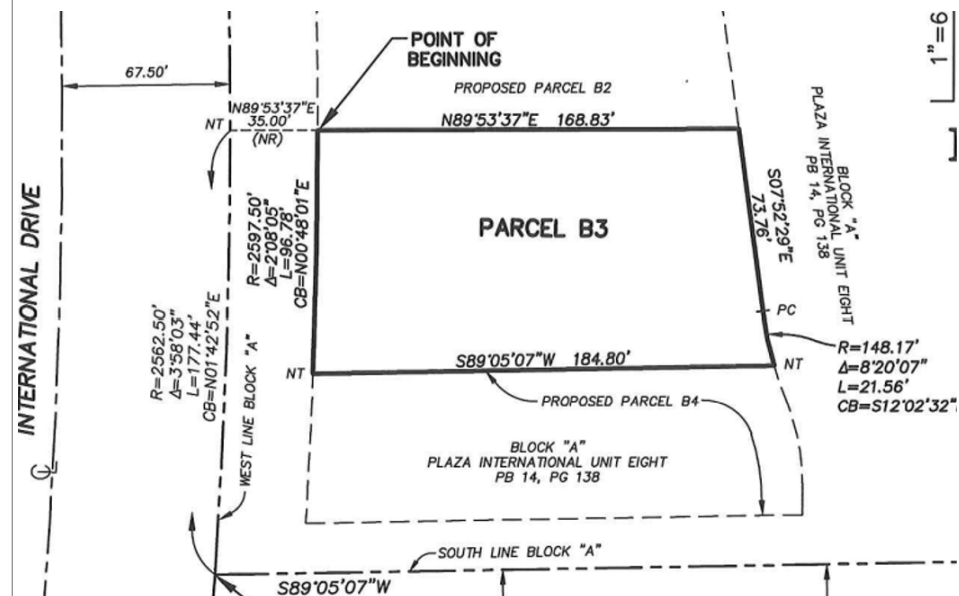 POINT OF
BEGINNING
1"=6
67.50'
PROPOSED PARCEL B2
N89°53'37"E
35.00'
(NR)
NT
N89°53'37"E 168.83'
INTERNATIONAL DRIVE
R=2597.50'
Δ=2°08'05"
L=96.78'
CB=N00°48'01"E
PARCEL B3
S07°52'29"E
73.76'
BLOCK "A"
PLAZA INTERNATIONAL UNIT EIGHT
PB 14, PG 138
PC
R=2562.50'
Δ=3°58'03"
L=177.44'
CB=N01°42'52"E
WEST LINE BLOCK "A"
NT
S89°05'07"W 184.80'
NT
R=148.17'
Δ=8°20'07"
L=21.56'
CB=S12°02'32"
PROPOSED PARCEL B4
BLOCK "A"
PLAZA INTERNATIONAL UNIT EIGHT
PB 14, PG 138
CL
SOUTH LINE BLOCK "A"
S89°05'07"W